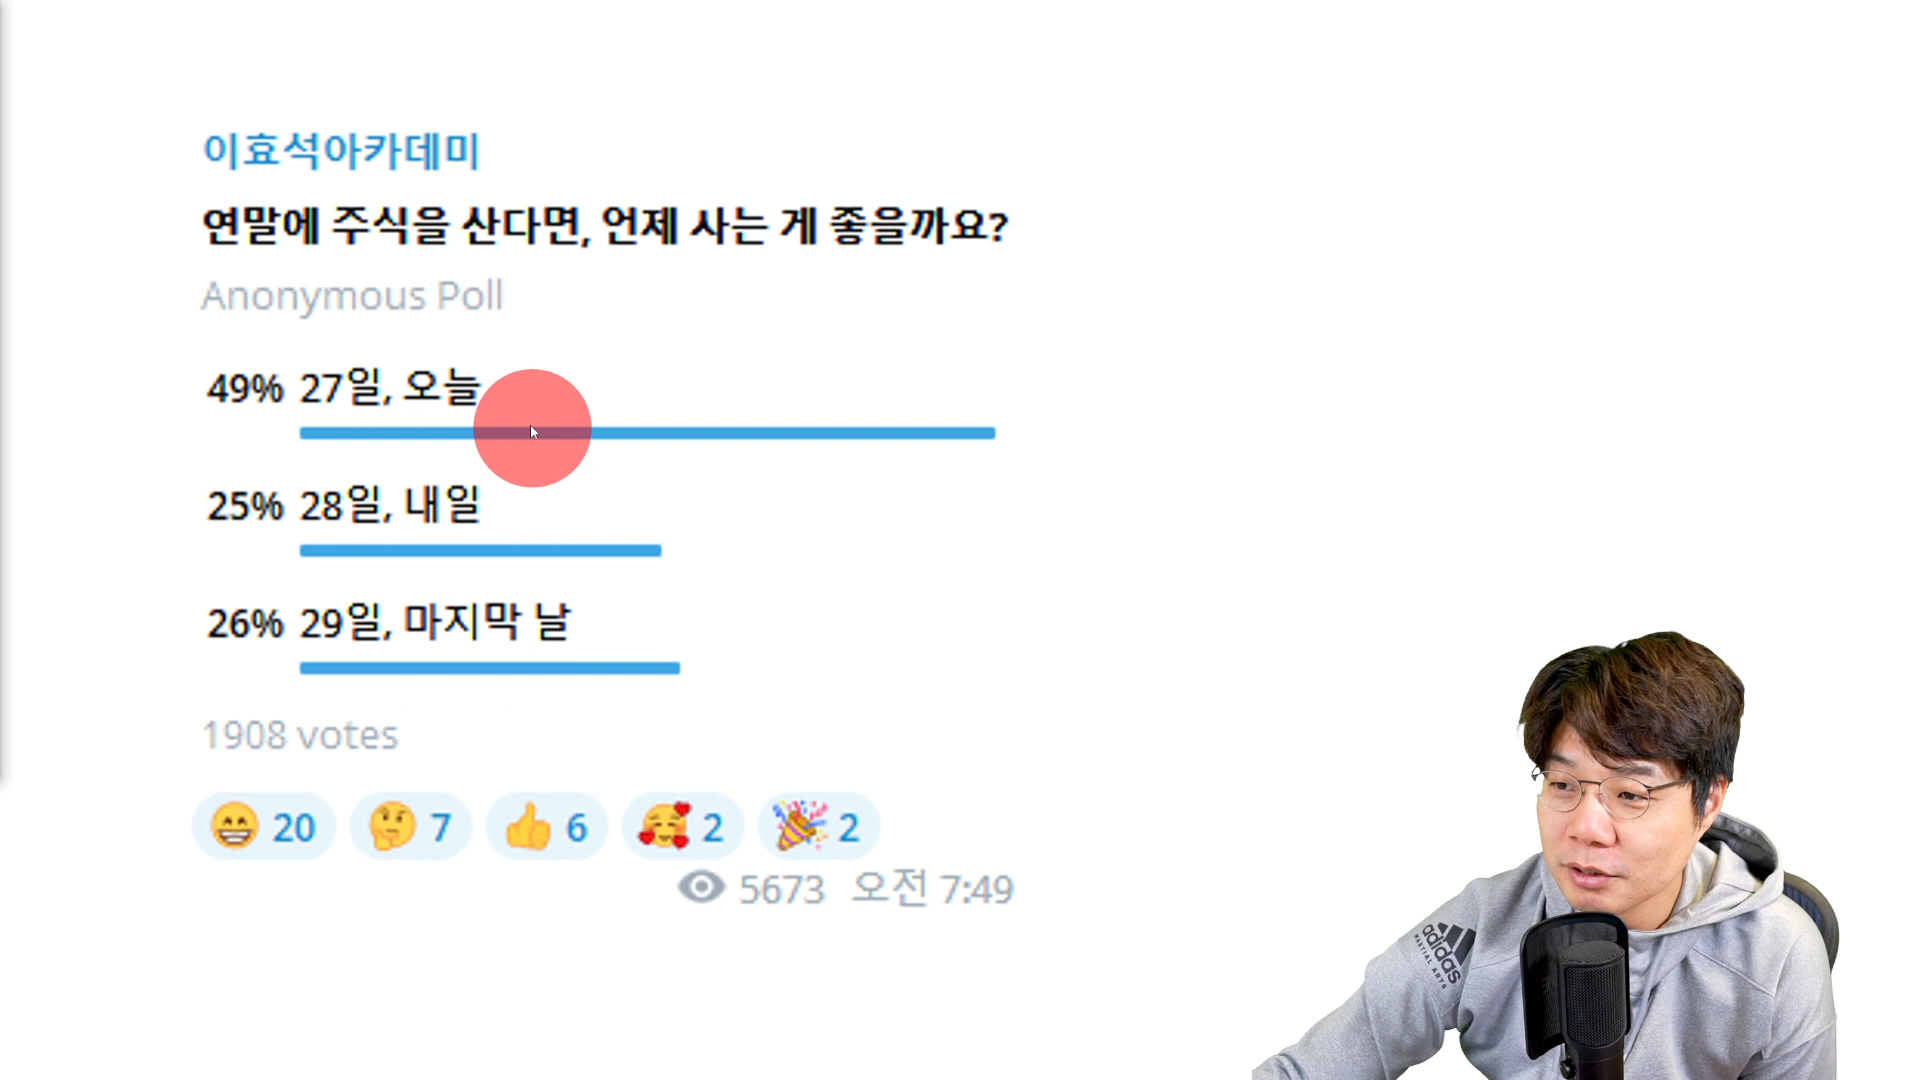 이효석아카데미
연말에 주식을 산다면, 언제 사는 게 좋을까요?
Anonymous Poll
49% 27일, 오늘
25% 28일, 내일
26% 29일, 마지막 날
1908 votes
20 7 6 2 2
5673 오전 7:49
adidas
MARTIAL ARTS